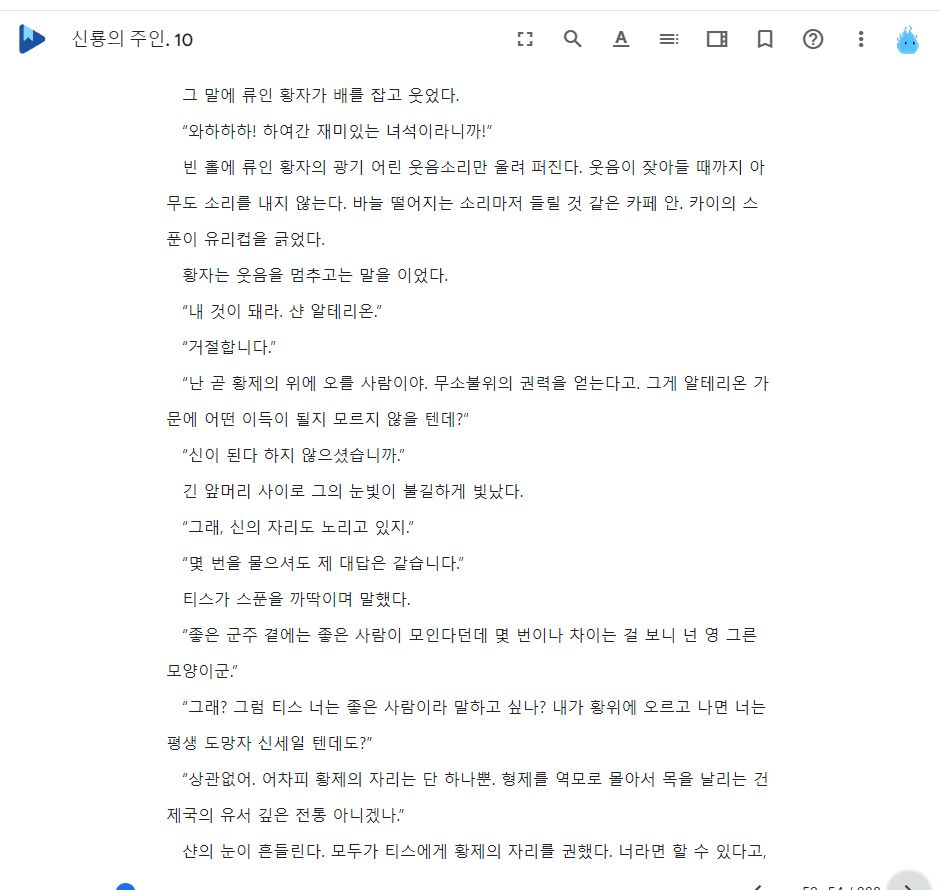 신룡의 주인. 10
그 말에 류인 황자가 배를 잡고 웃었다.
“와하하하! 하여간 재미있는 녀석이라니까!”
빈 홀에 류인 황자의 광기 어린 웃음소리만 울려 퍼진다. 웃음이 잦아들 때까지 아
무도 소리를 내지 않는다. 바늘 떨어지는 소리마저 들릴 것 같은 카페 안. 카이의 스
푼이 유리컵을 긁었다.
황자는 웃음을 멈추고는 말을 이었다.
“내 것이 돼라. 샨 알테리온.”
“거절합니다.”
“난 곧 황제의 위에 오를 사람이야. 무소불위의 권력을 얻는다고. 그게 알테리온 가
문에 어떤 이득이 될지 모르지 않을 텐데?”
“신이 된다 하지 않으셨습니까.”
긴 앞머리 사이로 그의 눈빛이 불길하게 빛났다.
“그래, 신의 자리도 노리고 있지.”
“몇 번을 물으셔도 제 대답은 같습니다.”
티스가 스푼을 까딱이며 말했다.
“좋은 군주 곁에는 좋은 사람이 모인다던데 몇 번이나 차이는 걸 보니 넌 영 그른
모양이군.”
“그래? 그럼 티스 너는 좋은 사람이라 말하고 싶나? 내가 황위에 오르고 나면 너는
평생 도망자 신세일 텐데도?”
“상관없어. 어차피 황제의 자리는 단 하나뿐. 형제를 역모로 몰아서 목을 날리는 건
제국의 유서 깊은 전통 아니겠나.”
샨의 눈이 흔들린다. 모두가 티스에게 황제의 자리를 권했다. 너라면 할 수 있다고,